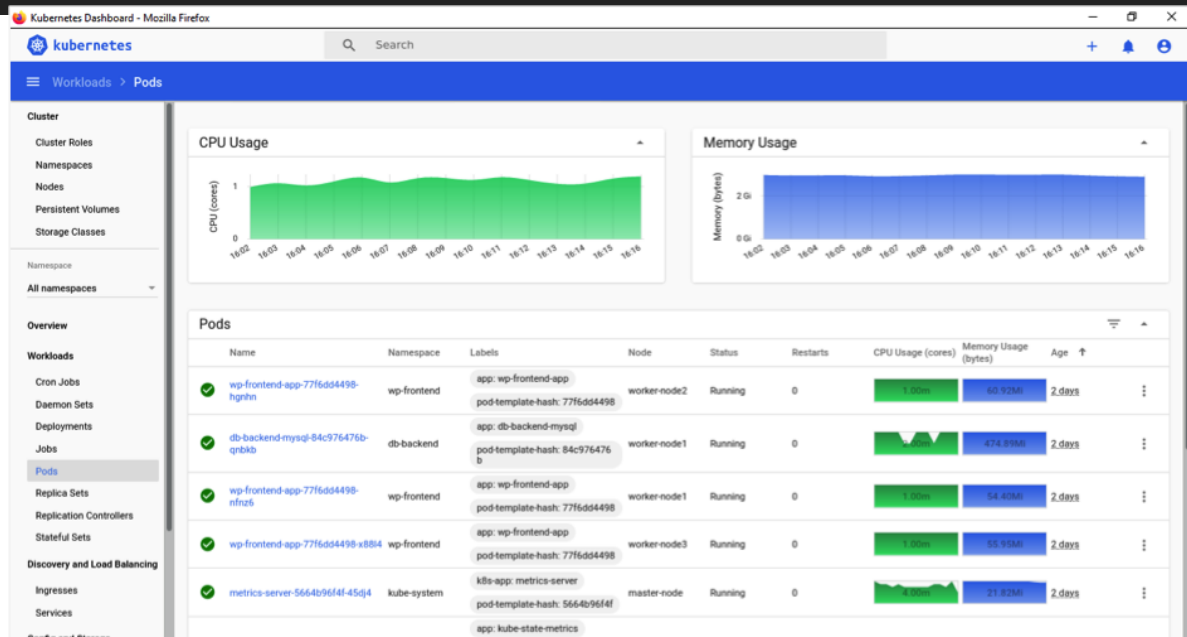 Kubernetes Dashboard - Mozilla Firefox
kubernetes
Search
Workloads > Pods
Cluster
Cluster Roles
Namespaces
Nodes
Persistent Volumes
Storage Classes
Namespace
All namespaces
Overview
Workloads
Cron Jobs
Daemon Sets
Deployments
Jobs
Pods
Replica Sets
Replication Controllers
Stateful Sets
Discovery and Load Balancing
Ingresses
Services
Config and Storage
CPU Usage
CPU (cores)
1
0
16:02 16:03 16:04 16:05 16:06 16:07 16:08 16:09 16:10 16:11 16:12 16:13 16:14 16:15 16:16
Memory Usage
Memory (bytes)
2 Gi
0 Gi
16:02 16:03 16:04 16:05 16:06 16:07 16:08 16:09 16:10 16:11 16:12 16:13 16:14 16:15 16:16
Pods
Name Namespace Labels Node Status Restarts CPU Usage (cores) Memory Usage (bytes) Age
wp-frontend-app-77f6dd4498-
hgnhn
wp-frontend
app: wp-frontend-app
pod-template-hash: 77f6dd4498
worker-node2 Running 0 1.00m 60.92Mi 2 days
db-backend-mysql-84c976476b-
qnbkb
db-backend
app: db-backend-mysql
pod-template-hash: 84c976476
b
worker-node1 Running 0 2.00m 474.89Mi 2 days
wp-frontend-app-77f6dd4498-
nfnz6
wp-frontend
app: wp-frontend-app
pod-template-hash: 77f6dd4498
worker-node1 Running 0 1.00m 54.40Mi 2 days
wp-frontend-app-77f6dd4498-x88l4 wp-frontend
app: wp-frontend-app
pod-template-hash: 77f6dd4498
worker-node3 Running 0 1.00m 55.95Mi 2 days
metrics-server-5664b96f4f-45dj4 kube-system
k8s-app: metrics-server
pod-template-hash: 5664b96f4f
master-node Running 0 4.00m 21.82Mi 2 days
app: kube-state-metrics